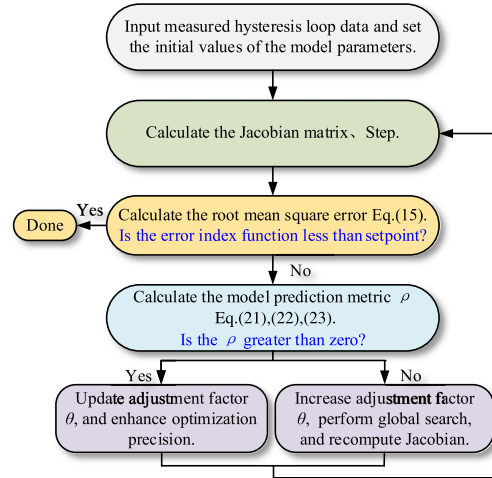 Input measured hysteresis loop data and set
the initial values of the model parameters.
Calculate the Jacobian matrix、Step.
Yes
Done
Calculate the root mean square error Eq.(15).
Is the error index function less than setpoint?
No
Calculate the model prediction metric ρ
Eq.(21),(22),(23).
Is the ρ greater than zero?
Yes
No
Update adjustment factor
θ, and enhance optimization
precision.
Increase adjustment factor
θ, perform global search,
and recompute Jacobian.